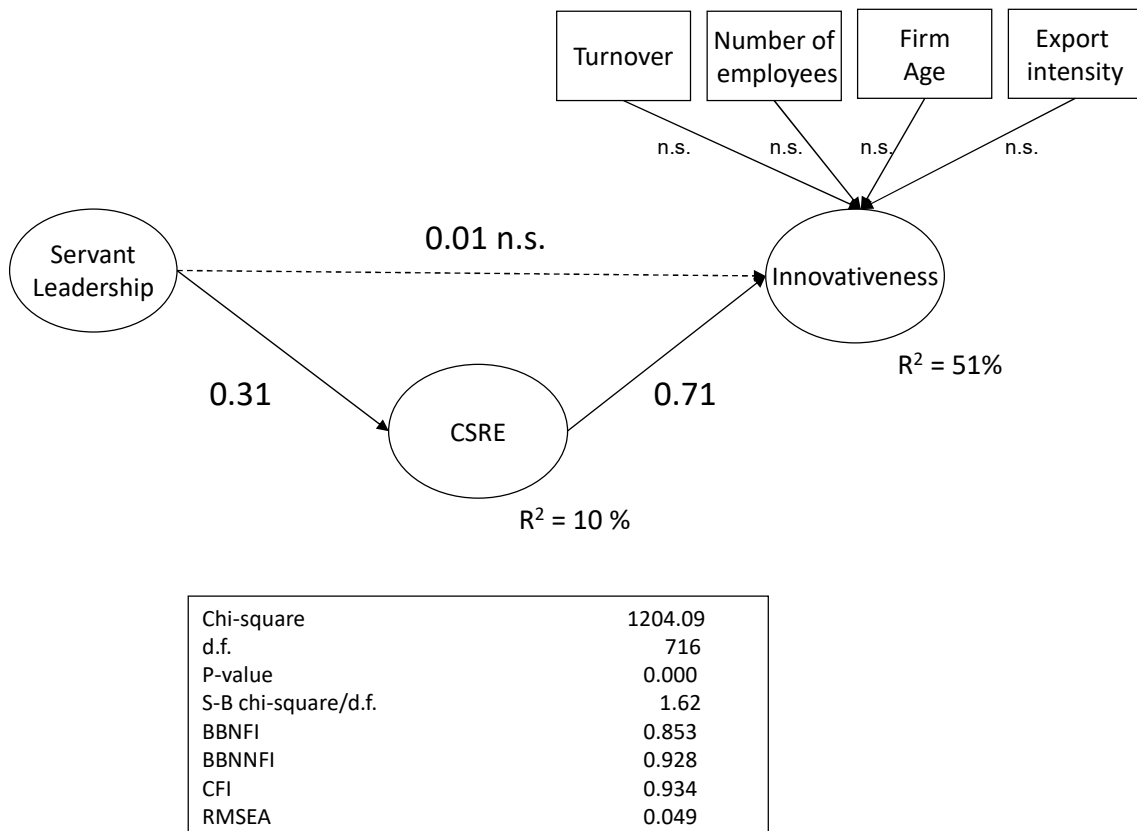 Turnover
Number of
employees
Firm
Age
Export
intensity
n.s.
n.s.
n.s.
n.s.
Servant
Leadership
0.01 n.s.
Innovativeness
R² = 51%
0.31
0.71
CSRE
R² = 10 %
Chi-square 1204.09
d.f. 716
P-value 0.000
S-B chi-square/d.f. 1.62
BBNFI 0.853
BBNNFI 0.928
CFI 0.934
RMSEA 0.049